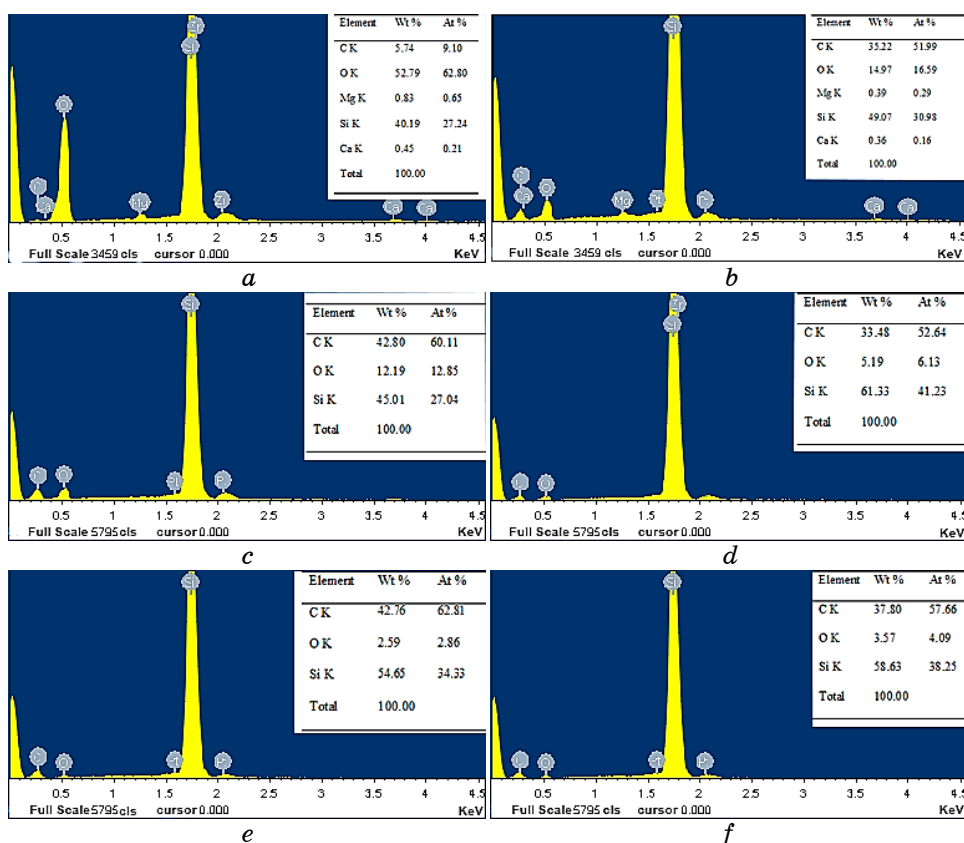 Element Wt % At %
C K 5.74 9.10
O K 52.79 62.80
Mg K 0.83 0.65
Si K 40.19 27.24
Ca K 0.45 0.21
Total 100.00
Zr
Si
O
C
Ca
Mg
Zr
Ca
Ca
0.5 1 1.5 2 2.5 3 3.5 4 4.5
Full Scale 3459 cls cursor 0.000 KeV
a
Element Wt % At %
C K 35.22 51.99
O K 14.97 16.59
Mg K 0.39 0.29
Si K 49.07 30.98
Ca K 0.36 0.16
Total 100.00
Si
C
Ca
O
Mg
Pt
Ca
Ca
0.5 1 1.5 2 2.5 3 3.5 4 4.5
Full Scale 3459 cls cursor 0.000 KeV
b
Element Wt % At %
C K 42.80 60.11
O K 12.19 12.85
Si K 45.01 27.04
Total 100.00
Si
C
O
Pt
0.5 1 1.5 2 2.5 3 3.5 4 4.5
Full Scale 5795 cls cursor 0.000 KeV
c
Element Wt % At %
C K 33.48 52.64
O K 5.19 6.13
Si K 61.33 41.23
Total 100.00
Zr
Si
O
0.5 1 1.5 2 2.5 3 3.5 4 4.5
Full Scale 5795 cls cursor 0.000 KeV
d
Element Wt % At %
C K 42.76 62.81
O K 2.59 2.86
Si K 54.65 34.33
Total 100.00
Si
C
O
Pt
0.5 1 1.5 2 2.5 3 3.5 4 4.5
Full Scale 5795 cls cursor 0.000 KeV
e
Element Wt % At %
C K 37.80 57.66
O K 3.57 4.09
Si K 58.63 38.25
Total 100.00
Si
O
Pt
0.5 1 1.5 2 2.5 3 3.5 4 4.5
Full Scale 5795 cls cursor 0.000 KeV
f